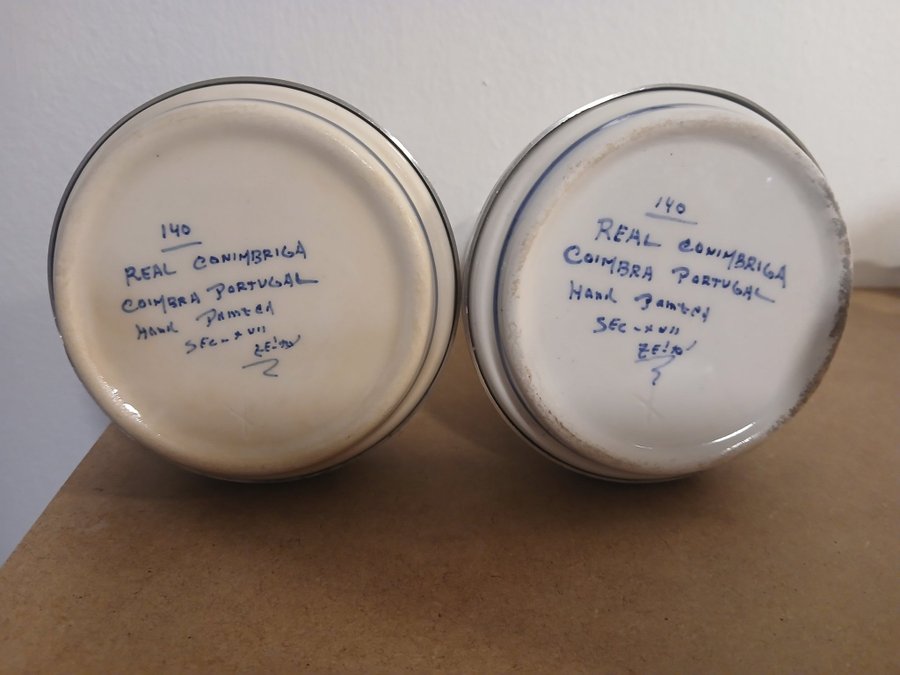 140
REAL CONIMBRIGA
COIMBRA PORTUGAL
Hand Painted
SEC-XVII
140
REAL CONIMBRIGA
COIMBRA PORTUGAL
Hand Painted
SEC-XVII